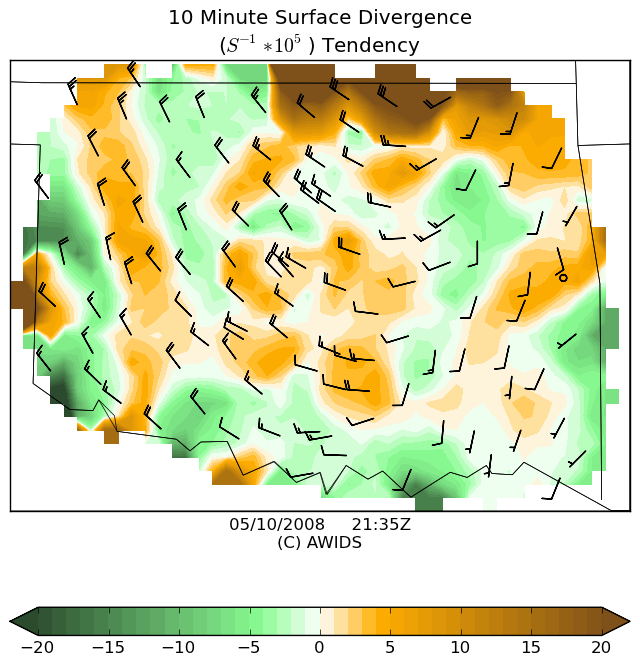 10 Minute Surface Divergence
(S⁻¹ * 10⁵ ) Tendency
05/10/2008 21:35Z
(C) AWIDS
−20 −15 −10 −5 0 5 10 15 20